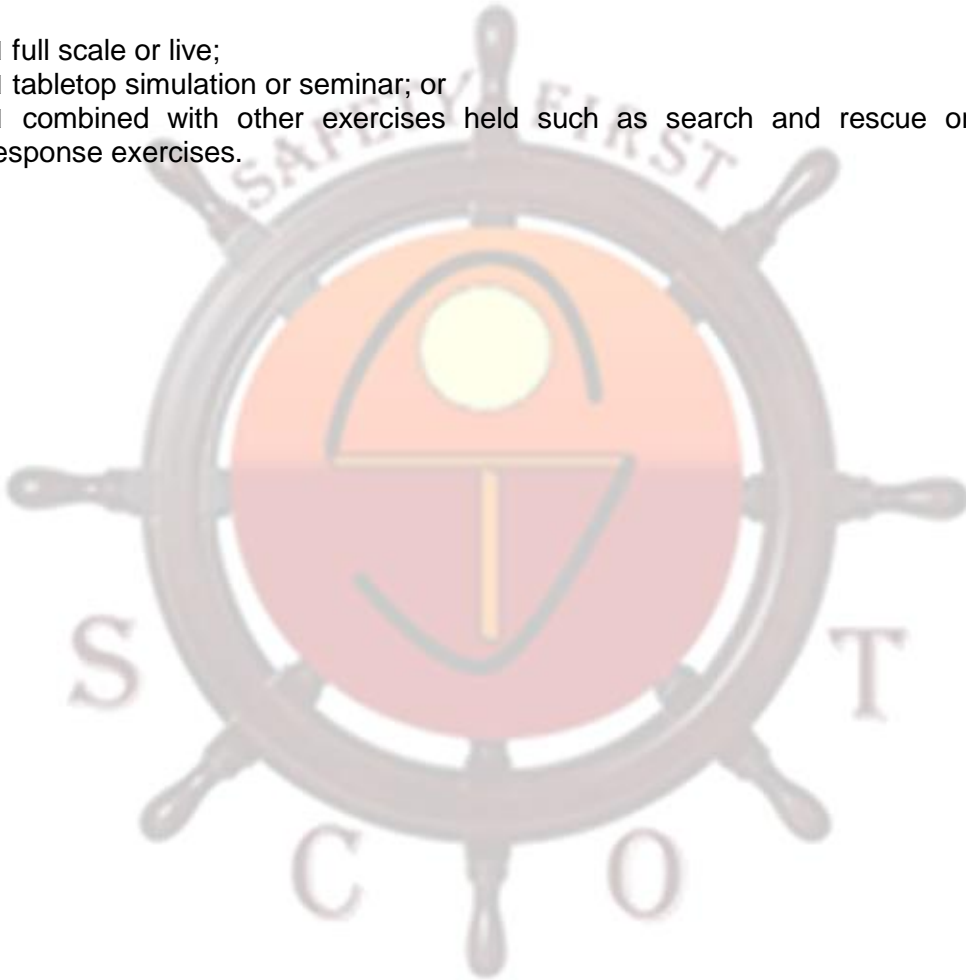 full scale or live;
tabletop simulation or seminar; or
combined with other exercises held such as search and rescue or
esponse exercises.
SAFETY FIRST
S T
C O